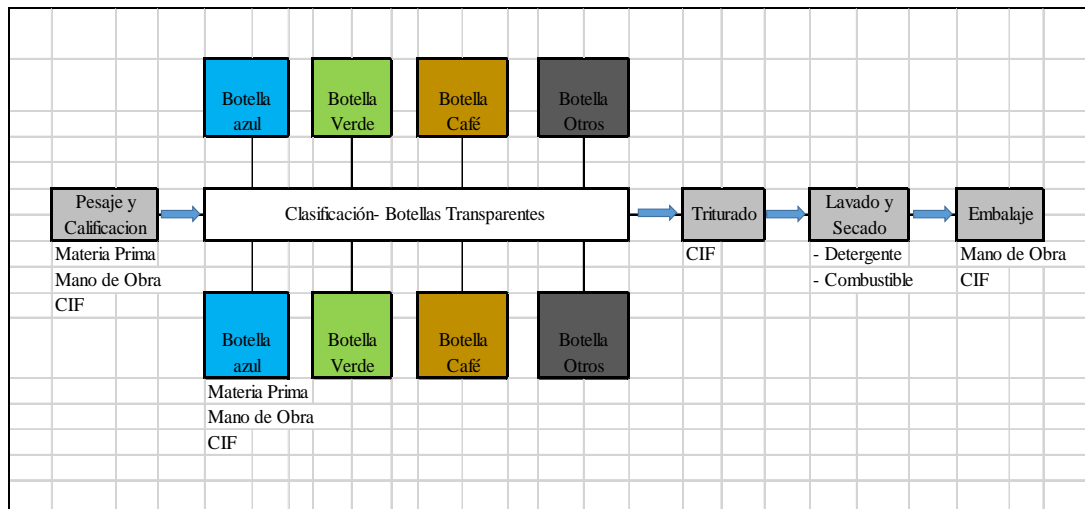 Botella
azul
Botella
Verde
Botella
Café
Botella
Otros
Pesaje y
Calificacion
Clasificación- Botellas Transparentes
Triturado
Lavado y
Secado
Embalaje
Materia Prima
Mano de Obra
CIF
CIF
- Detergente
- Combustible
Mano de Obra
CIF
Botella
azul
Botella
Verde
Botella
Café
Botella
Otros
Materia Prima
Mano de Obra
CIF